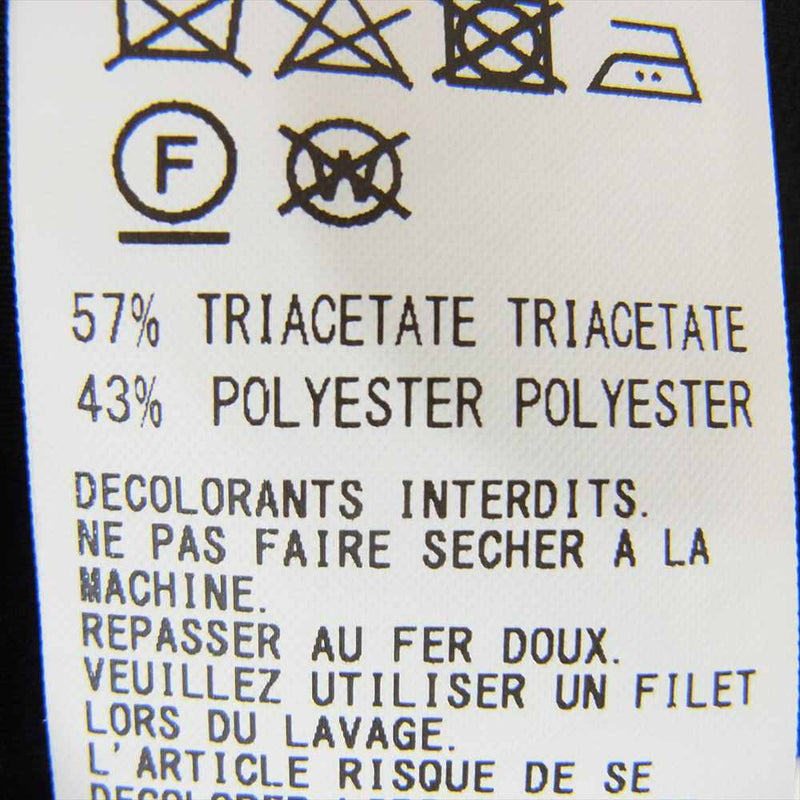 F
W
57% TRIACETATE TRIACETATE
43% POLYESTER POLYESTER
DECOLORANTS INTERDITS.
NE PAS FAIRE SECHER A LA
MACHINE.
REPASSER AU FER DOUX.
VEUILLEZ UTILISER UN FILET
LORS DU LAVAGE.
L'ARTICLE RISQUE DE SE